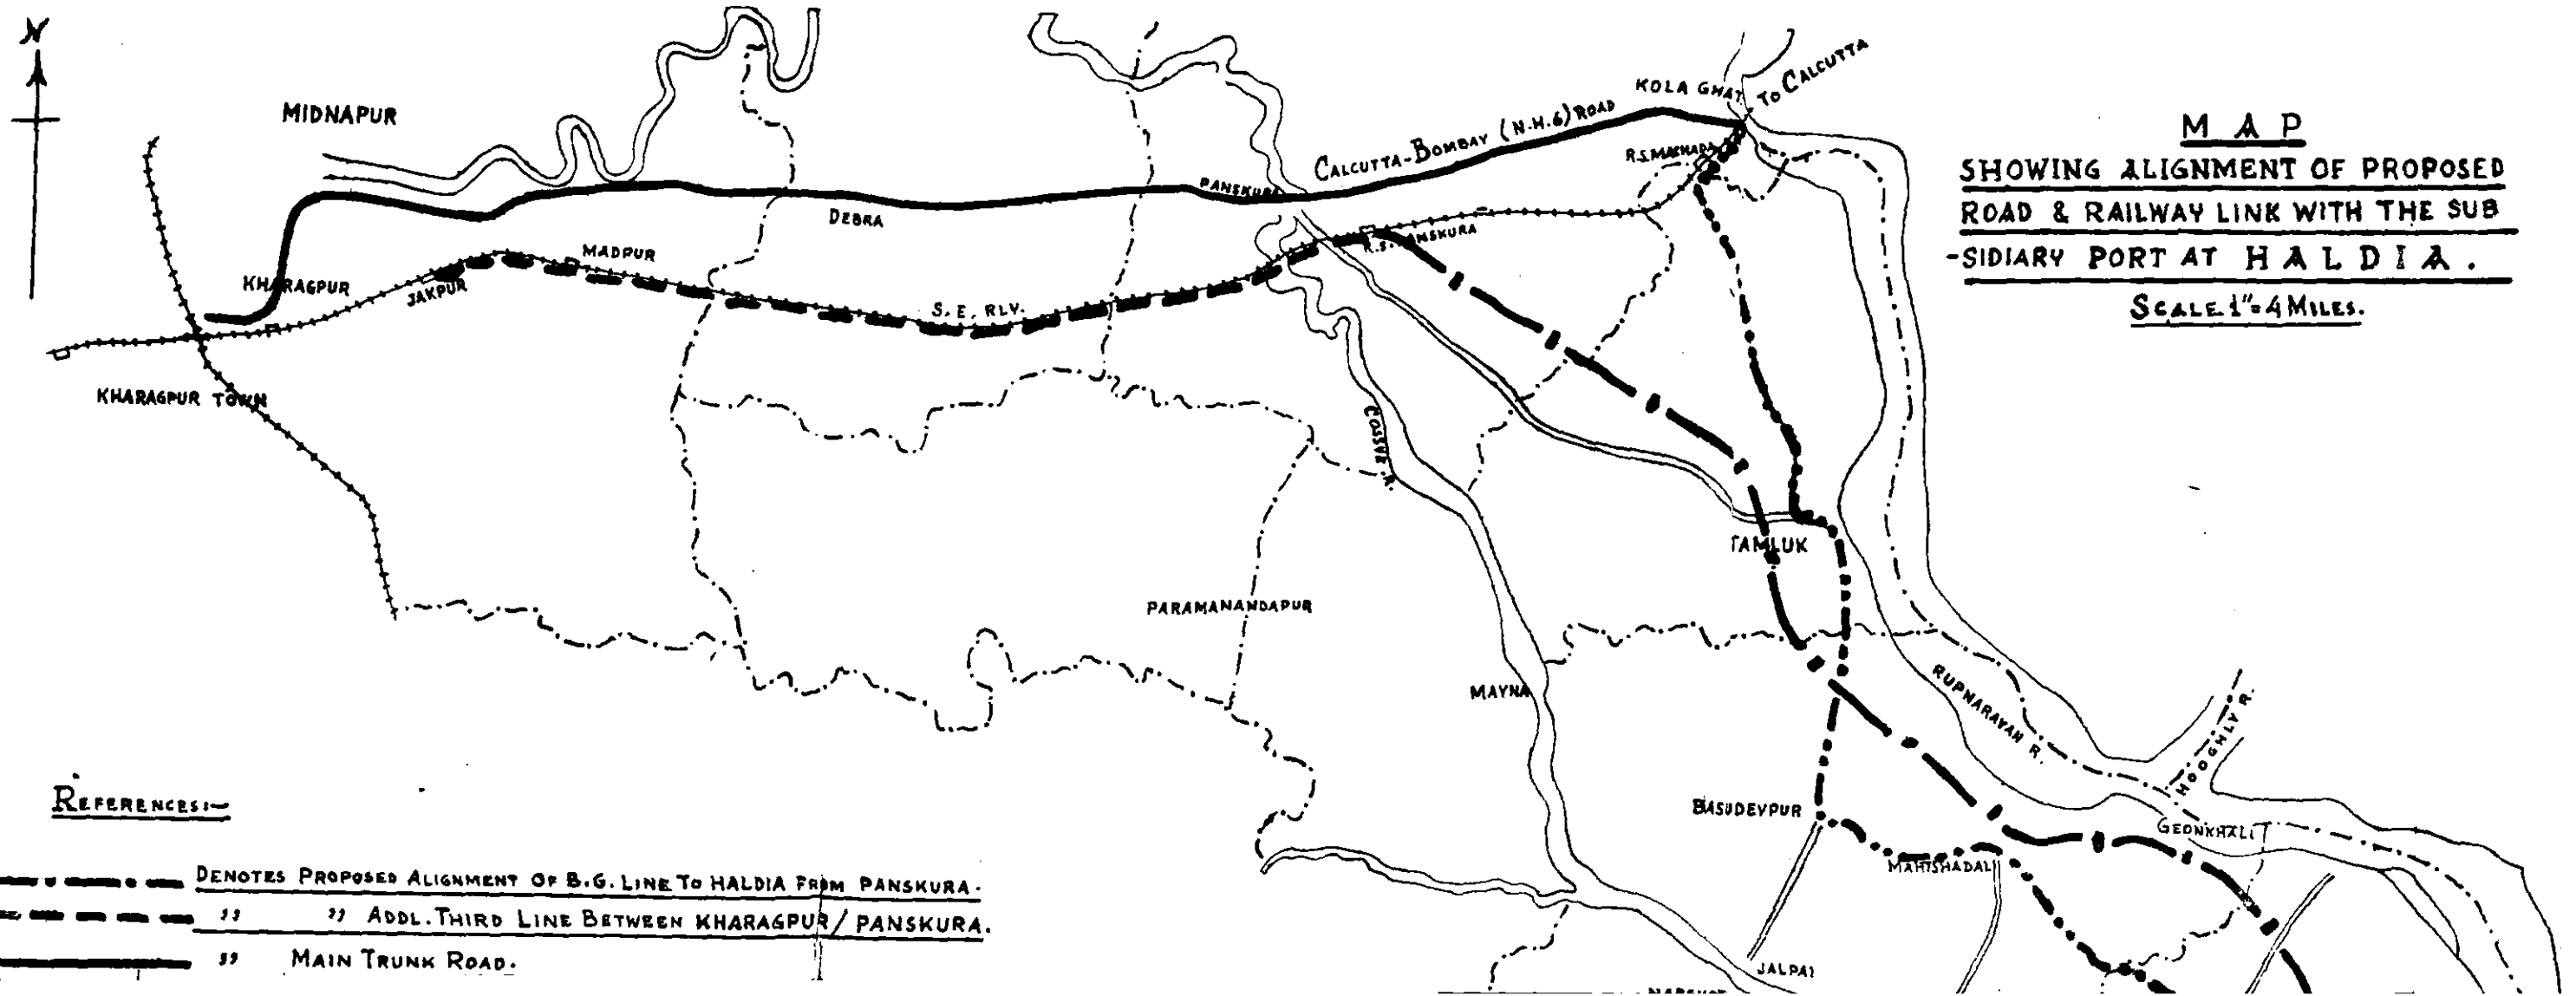 N
MIDNAPUR
KOLA GHAT
TO CALCUTTA
CALCUTTA-BOMBAY (N.H.6) ROAD
R.S. MACHADA
MAP
SHOWING ALIGNMENT OF PROPOSED
ROAD & RAILWAY LINK WITH THE SUB
-SIDIARY PORT AT HALDIA.
SCALE 1"=4 MILES.
PANSKURA
DEBRA
R.S. PANSKURA
MADPUR
KHARAGPUR
JAKPUR
S.E. RLY.
KHARAGPUR TOWN
COSSYE R.
TAMLUK
PARAMANANDAPUR
MAYNA
RUPNARAYAN R.
HOOGHLY R.
BASUDEVPUR
GEONKHALI
MAHISHADAL
JALPAI
REFERENCES:-
DENOTES PROPOSED ALIGNMENT OF B.G. LINE TO HALDIA FROM PANSKURA.
" " ADDL. THIRD LINE BETWEEN KHARAGPUR/PANSKURA.
" MAIN TRUNK ROAD.